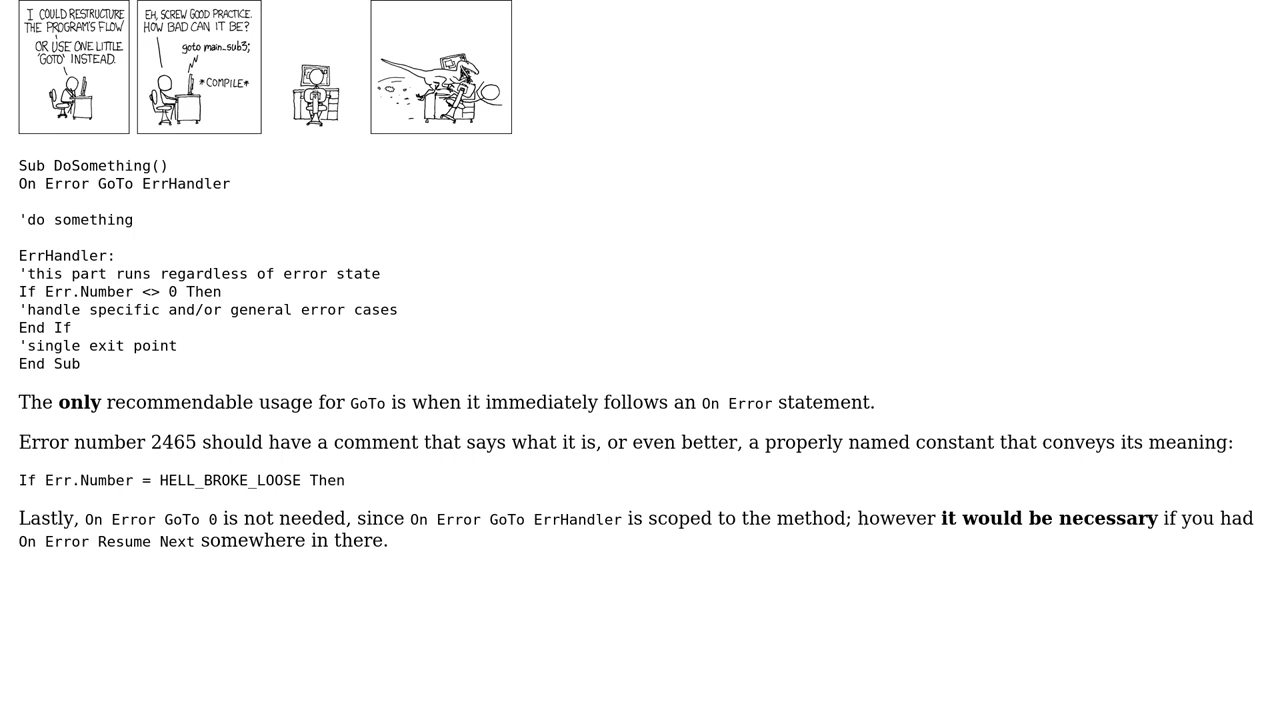 I COULD RESTRUCTURE
THE PROGRAM'S FLOW
OR USE ONE LITTLE
'GOTO' INSTEAD.
EH, SCREW GOOD PRACTICE.
HOW BAD CAN IT BE?
goto main_sub3;
*COMPILE*
Sub DoSomething()
On Error GoTo ErrHandler
'do something
ErrHandler:
'this part runs regardless of error state
If Err.Number <> 0 Then
'handle specific and/or general error cases
End If
'single exit point
End Sub
The only recommendable usage for GoTo is when it immediately follows an On Error statement.
Error number 2465 should have a comment that says what it is, or even better, a properly named constant that conveys its meaning:
If Err.Number = HELL_BROKE_LOOSE Then
Lastly, On Error GoTo 0 is not needed, since On Error GoTo ErrHandler is scoped to the method; however it would be necessary if you had
On Error Resume Next somewhere in there.